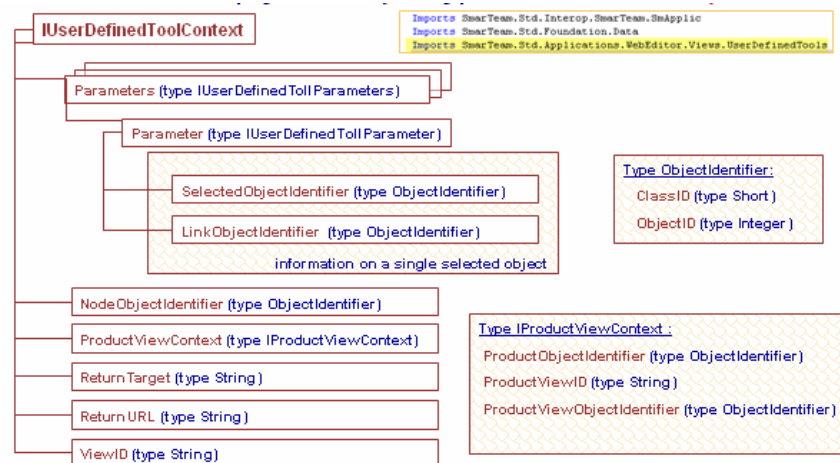 IUserDefinedToolContext
Imports SmarTeam.Std.Interop.SmarTeam.SmApplic
Imports SmarTeam.Std.Foundation.Data
Imports SmarTeam.Std.Applications.WebEditor.Views.UserDefinedTools
Parameters (type IUserDefinedTollParameters)
Parameter (type IUserDefinedTollParameter)
SelectedObjectIdentifier (type ObjectIdentifier)
LinkObjectIdentifier (type ObjectIdentifier)
information on a single selected object
Type ObjectIdentifier:
ClassID (type Short)
ObjectID (type Integer)
NodeObjectIdentifier (type ObjectIdentifier)
ProductViewContext (type IProductViewContext)
ReturnTarget (type String)
ReturnURL (type String)
ViewID (type String)
Type IProductViewContext :
ProductObjectIdentifier (type ObjectIdentifier)
ProductViewID (type String)
ProductViewObjectIdentifier (type ObjectIdentifier)